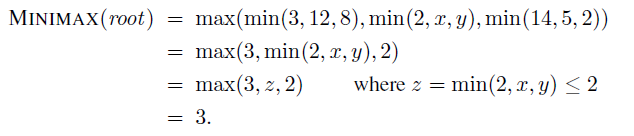 MINIMAX(root) = max(min(3, 12, 8), min(2, x, y), min(14, 5, 2))
= max(3, min(2, x, y), 2)
= max(3, z, 2) where z = min(2, x, y) ≤ 2
= 3.